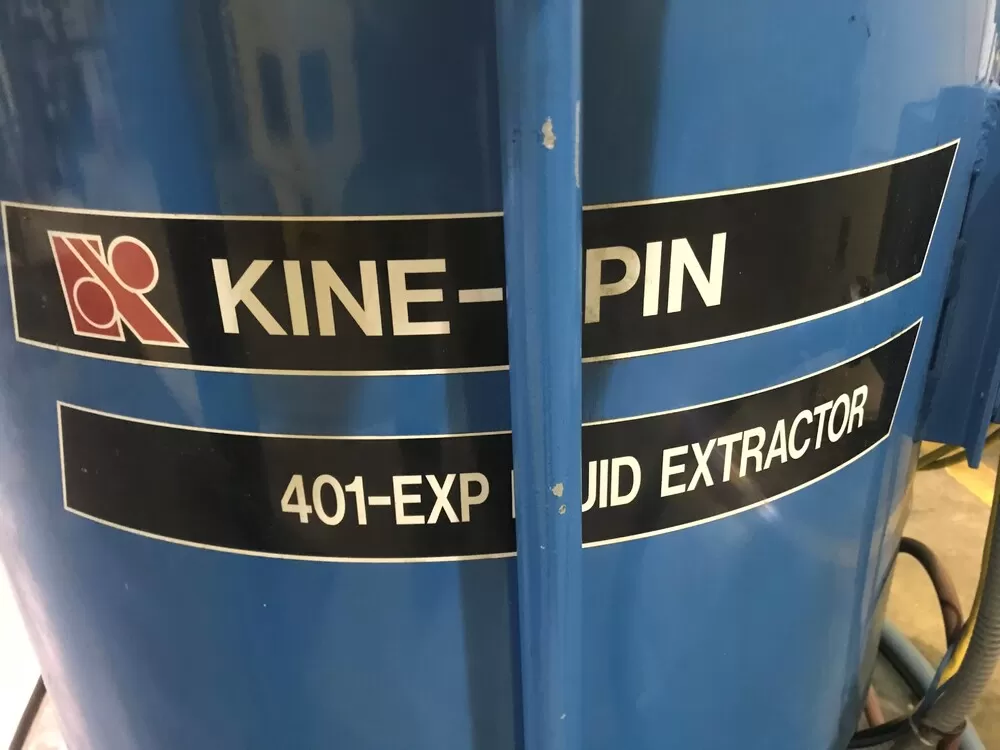 KINE- PIN
401-EXP UID EXTRACTOR